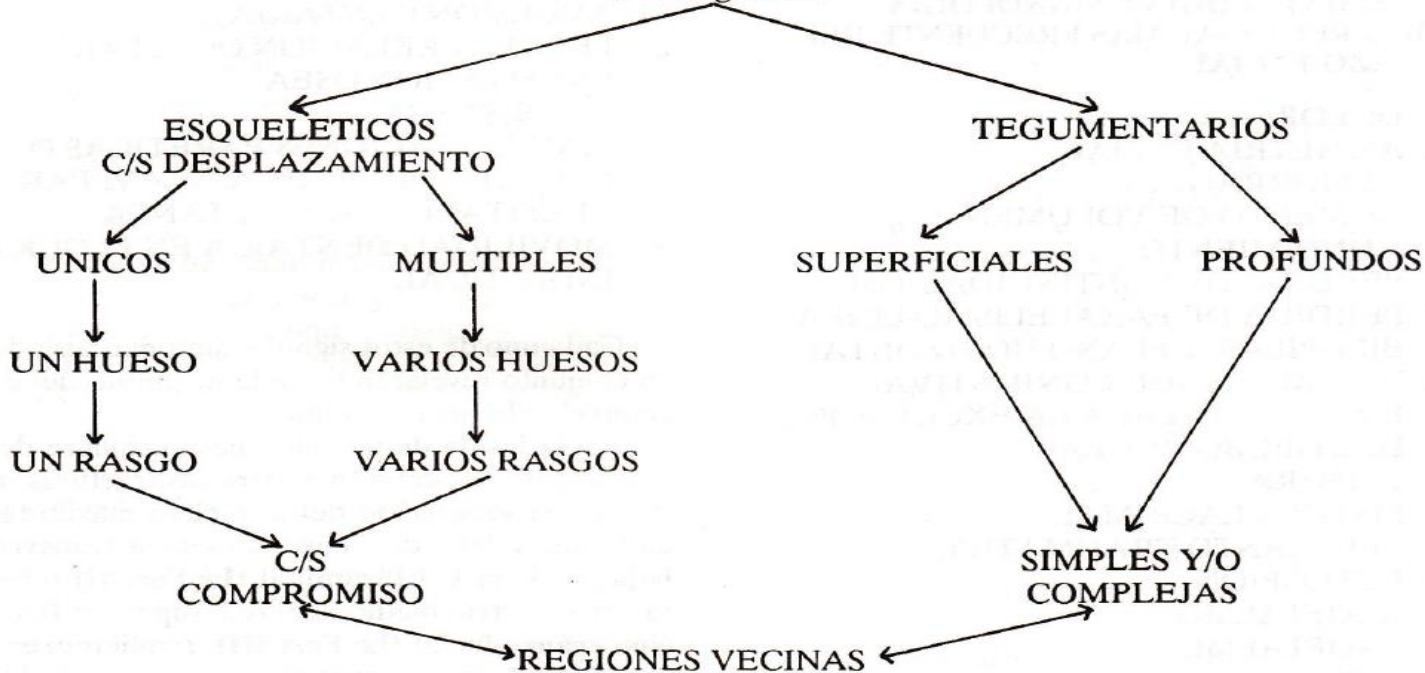 ESQUELETICOS
C/S DESPLAZAMIENTO
TEGUMENTARIOS
UNICOS
MULTIPLES
SUPERFICIALES
PROFUNDOS
UN HUESO
VARIOS HUESOS
UN RASGO
VARIOS RASGOS
C/S
COMPROMISO
SIMPLES Y/O
COMPLEJAS
REGIONES VECINAS